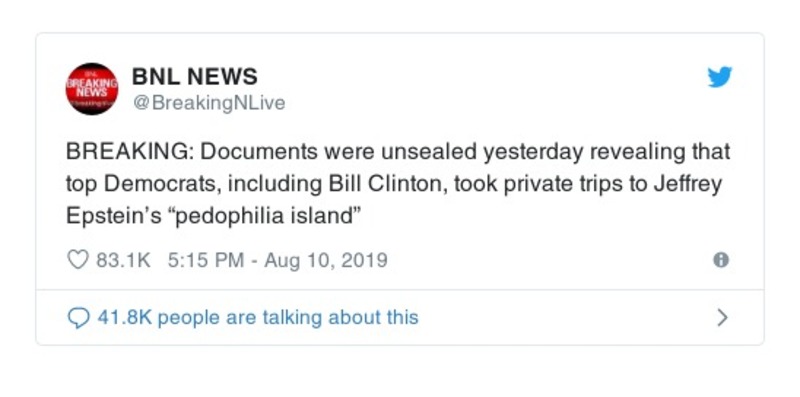 BNL
BREAKING
NEWS
BNL NEWS
@BreakingNLive
BREAKING: Documents were unsealed yesterday revealing that
top Democrats, including Bill Clinton, took private trips to Jeffrey
Epstein’s “pedophilia island”
83.1K 5:15 PM - Aug 10, 2019
41.8K people are talking about this